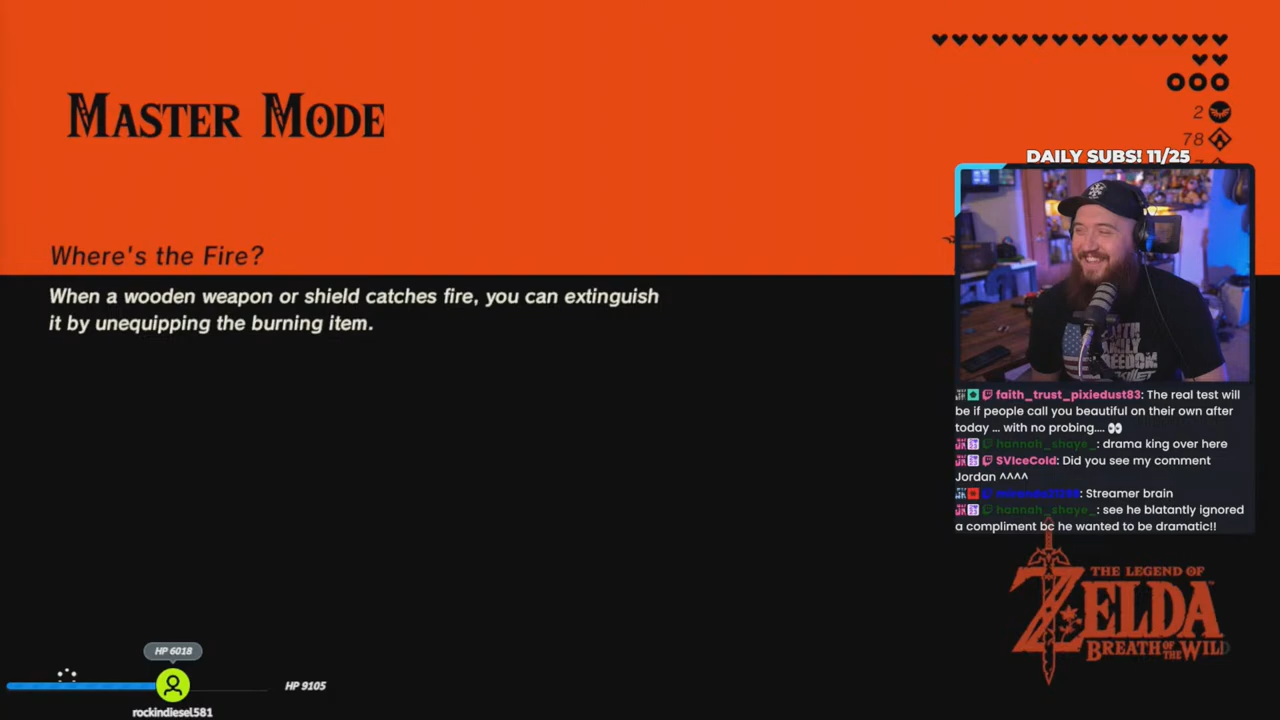 MASTER MODE
2
78
DAILY SUBS! 11/25
Where's the Fire?
When a wooden weapon or shield catches fire, you can extinguish
it by unequipping the burning item.
faith_trust_pixiedust83: The real test will
be if people call you beautiful on their own after
today ... with no probing....
hannah_shaye_: drama king over here
SVIceCold: Did you see my comment
Jordan ^^^^
: Streamer brain
hannah_shaye_: see he blatantly ignored
a compliment bc he wanted to be dramatic!!
THE LEGEND OF
ZELDA
BREATH OF THE WILD
HP 6018
HP 9105
rockindiesel581